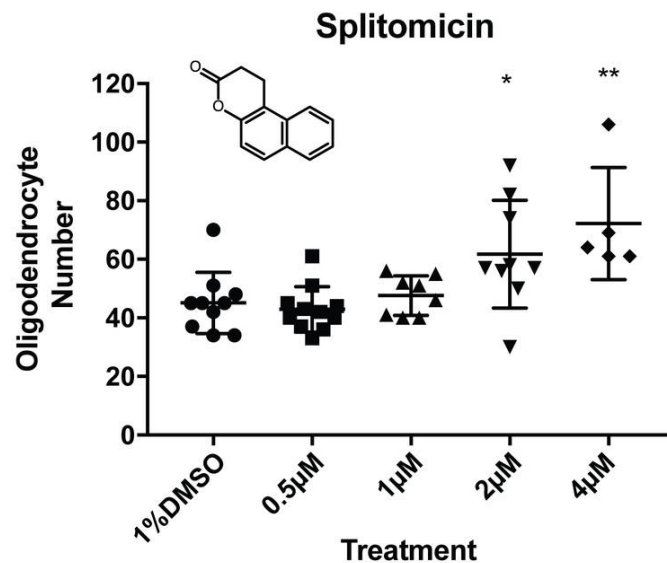 Splitomicin
* **
O
O
Oligodendrocyte
Number
120
100
80
60
40
20
0
1%DMSO
0.5μM
1μM
2μM
4μM
Treatment